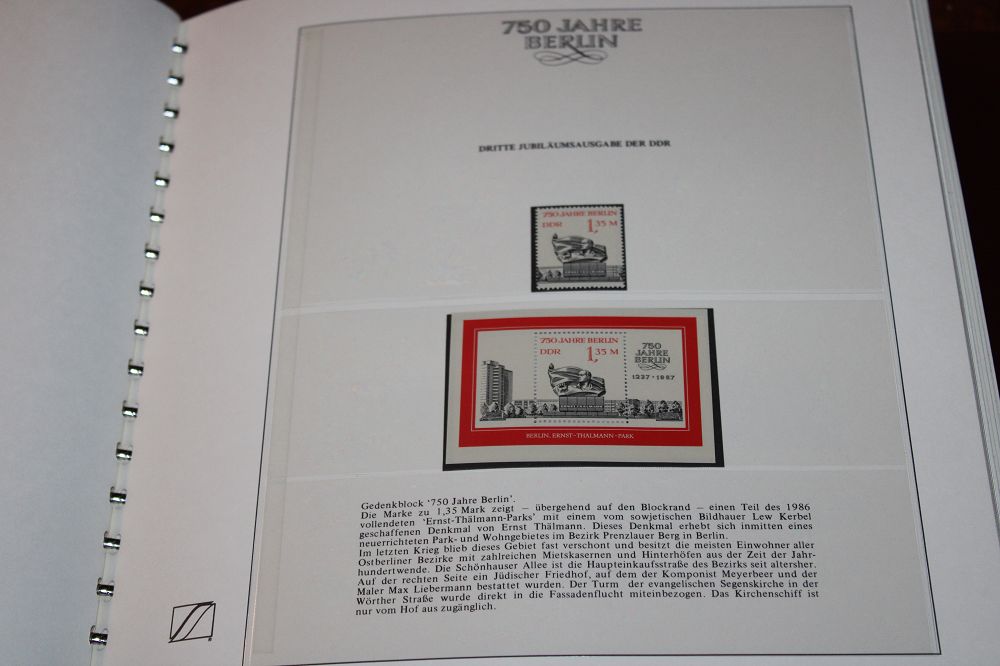 750 JAHRE
BERLIN
DRITTE JUBILÄUMSAUSGABE DER DDR
750 JAHRE BERLIN
DDR 1,35 M
750 JAHRE BERLIN
DDR 1,35 M
750
JAHRE
BERLIN
1237 · 1987
BERLIN, ERNST-THÄLMANN-PARK
Gedenkblock '750 Jahre Berlin'.
Die Marke zu 1,35 Mark zeigt – übergehend auf den Blockrand – einen Teil des 1986
vollendeten 'Ernst-Thälmann-Parks' mit einem vom sowjetischen Bildhauer Lew Kerbel
geschaffenen Denkmal von Ernst Thälmann. Dieses Denkmal erhebt sich inmitten eines
neuerrichteten Park- und Wohngebietes im Bezirk Prenzlauer Berg in Berlin.
Im letzten Krieg blieb dieses Gebiet fast verschont und besitzt die meisten Einwohner aller
Ostberliner Bezirke mit zahlreichen Mietskasernen und Hinterhöfen aus der Zeit der Jahr-
hundertwende. Die Schönhauser Allee ist die Haupteinkaufsstraße des Bezirks seit altersher.
Auf der rechten Seite ein Jüdischer Friedhof, auf dem der Komponist Meyerbeer und der
Maler Max Liebermann bestattet wurden. Der Turm der evangelischen Segenskirche in der
Wörther Straße wurde direkt in die Fassadenflucht miteinbezogen. Das Kirchenschiff ist
nur vom Hof aus zugänglich.